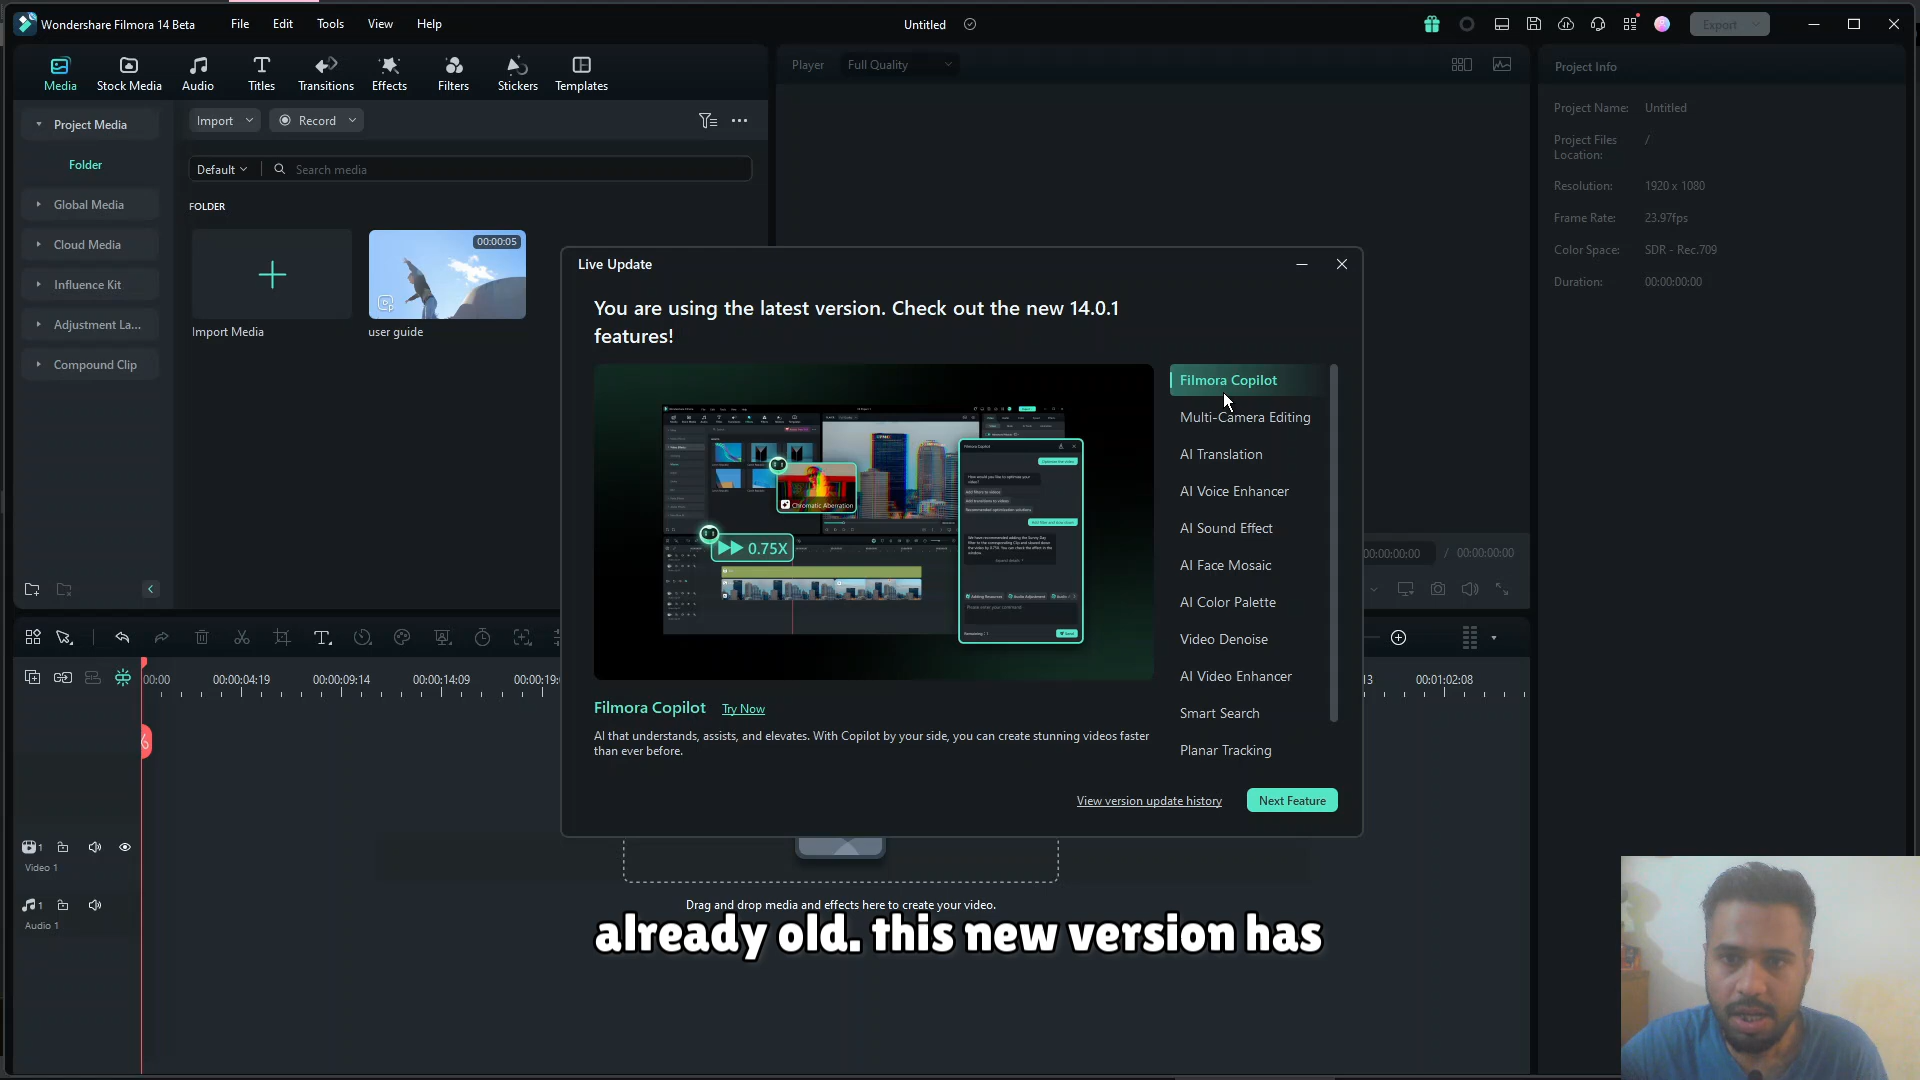 Wondershare Filmora 14 Beta
File Edit Tools View Help
Untitled
Export
Media Stock Media Audio Titles Transitions Effects Filters Stickers Templates
Player Full Quality
Project Info
Project Media
Folder
Global Media
Cloud Media
Influence Kit
Adjustment La...
Compound Clip
Import Record
Default Search media
FOLDER
00:00:05
Import Media
user guide
Project Name: Untitled
Project Files Location: /
Resolution: 1920 x 1080
Frame Rate: 23.97fps
Color Space: SDR - Rec.709
Duration: 00:00:00:00
Live Update
You are using the latest version. Check out the new 14.0.1
features!
Chromatic Aberration
0.75X
Filmora Copilot
Multi-Camera Editing
AI Translation
AI Voice Enhancer
AI Sound Effect
AI Face Mosaic
AI Color Palette
Video Denoise
AI Video Enhancer
Smart Search
Planar Tracking
Filmora Copilot Try Now
AI that understands, assists, and elevates. With Copilot by your side, you can create stunning videos faster
than ever before.
View version update history Next Feature
00:00:00:00 / 00:00:00:00
00:00 00:00:04:19 00:00:09:14 00:00:14:09 00:00:19: 13 00:01:02:08
1
Video 1
1
Audio 1
Drag and drop media and effects here to create your video.
already old. this new version has